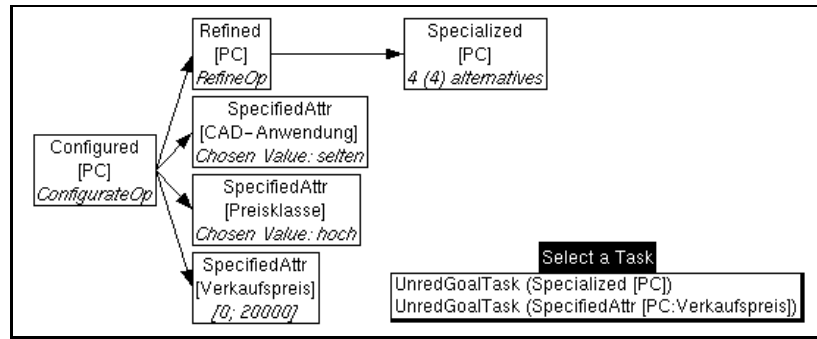 Refined
[PC]
RefineOp
Specialized
[PC]
4 (4) alternatives
SpecifiedAttr
[CAD-Anwendung]
Chosen Value: selten
Configured
[PC]
ConfigurateOp
SpecifiedAttr
[Preisklasse]
Chosen Value: hoch
SpecifiedAttr
[Verkaufspreis]
[0; 20000]
Select a Task
UnredGoalTask (Specialized [PC])
UnredGoalTask (SpecifiedAttr [PC:Verkaufspreis])